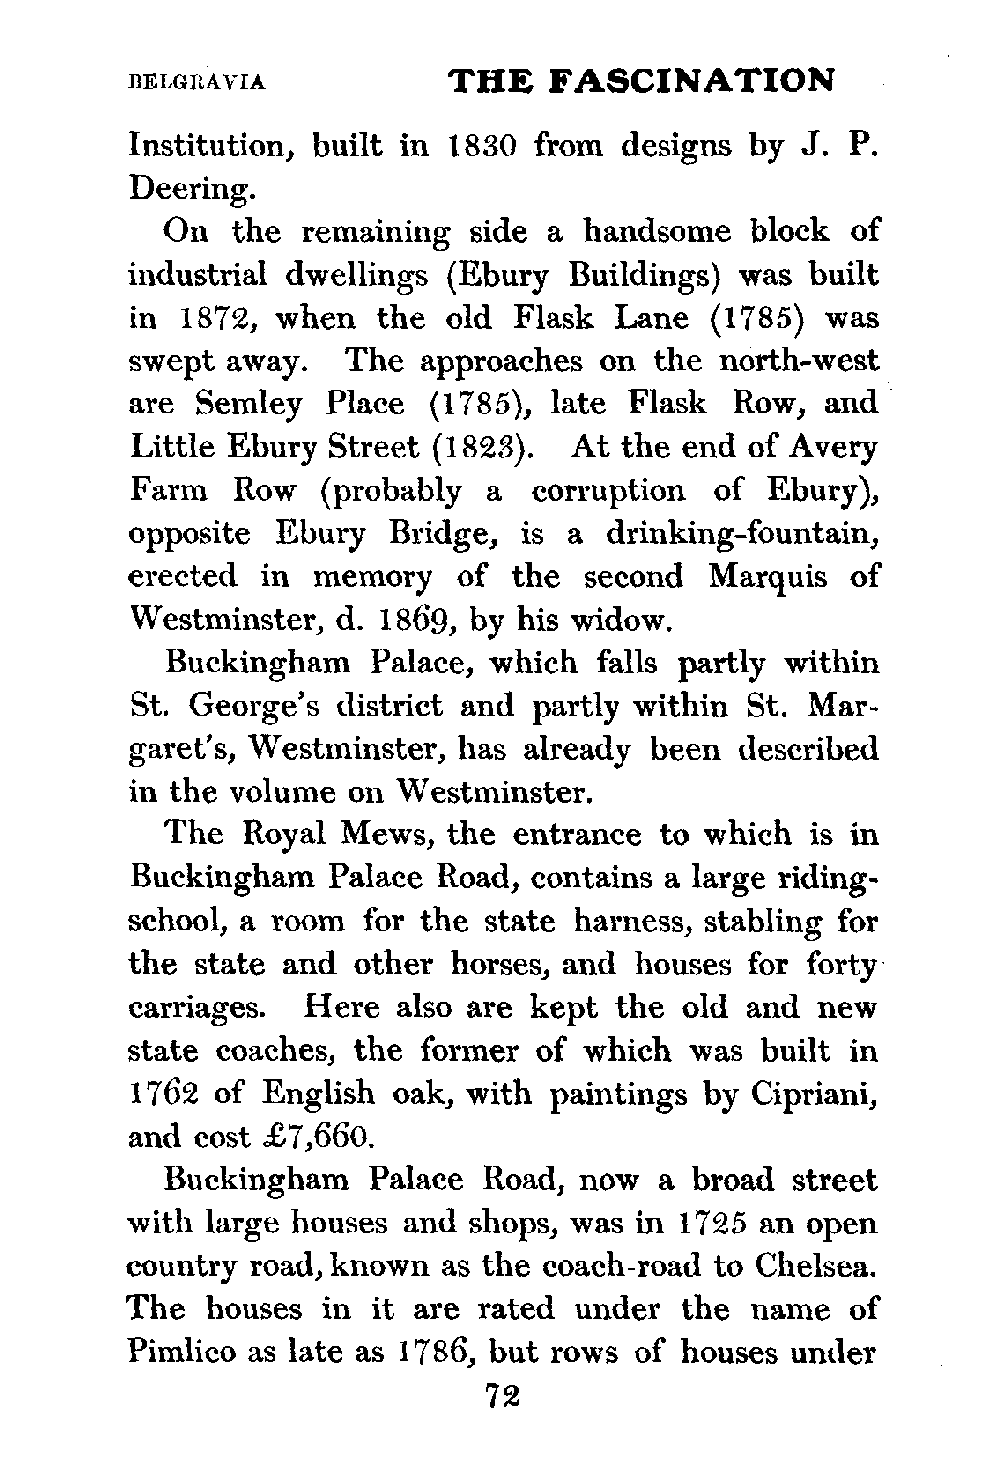 BELGRAVIA THE FASCINATION
Institution, built in 1830 from designs by J. P.
Deering.
On the remaining side a handsome block of
industrial dwellings (Ebury Buildings) was built
in 1872, when the old Flask Lane (1785) was
swept away. The approaches on the north-west
are Semley Place (1785), late Flask Row, and
Little Ebury Street (1823). At the end of Avery
Farm Row (probably a corruption of Ebury),
opposite Ebury Bridge, is a drinking-fountain,
erected in memory of the second Marquis of
Westminster, d. 1869, by his widow.
Buckingham Palace, which falls partly within
St. George's district and partly within St. Mar-
garet's, Westminster, has already been described
in the volume on Westminster.
The Royal Mews, the entrance to which is in
Buckingham Palace Road, contains a large riding-
school, a room for the state harness, stabling for
the state and other horses, and houses for forty
carriages. Here also are kept the old and new
state coaches, the former of which was built in
1762 of English oak, with paintings by Cipriani,
and cost £7,660.
Buckingham Palace Road, now a broad street
with large houses and shops, was in 1725 an open
country road, known as the coach-road to Chelsea.
The houses in it are rated under the name of
Pimlico as late as 1786, but rows of houses under
72